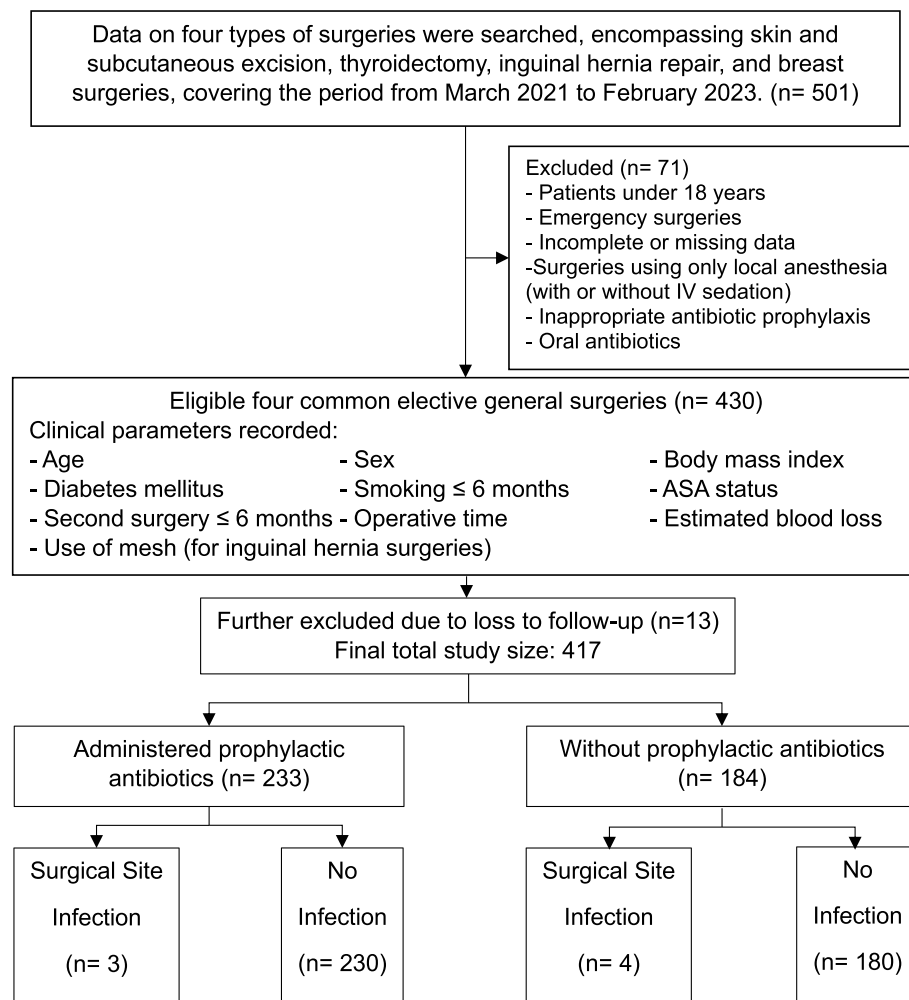 Data on four types of surgeries were searched, encompassing skin and
subcutaneous excision, thyroidectomy, inguinal hernia repair, and breast
surgeries, covering the period from March 2021 to February 2023. (n= 501)
Excluded (n= 71)
- Patients under 18 years
- Emergency surgeries
- Incomplete or missing data
-Surgeries using only local anesthesia
(with or without IV sedation)
- Inappropriate antibiotic prophylaxis
- Oral antibiotics
Eligible four common elective general surgeries (n= 430)
Clinical parameters recorded:
- Age - Sex - Body mass index
- Diabetes mellitus - Smoking ≤ 6 months - ASA status
- Second surgery ≤ 6 months - Operative time - Estimated blood loss
- Use of mesh (for inguinal hernia surgeries)
Further excluded due to loss to follow-up (n=13)
Final total study size: 417
Administered prophylactic
antibiotics (n= 233)
Without prophylactic antibiotics
(n= 184)
Surgical Site
Infection
(n= 3)
No
Infection
(n= 230)
Surgical Site
Infection
(n= 4)
No
Infection
(n= 180)